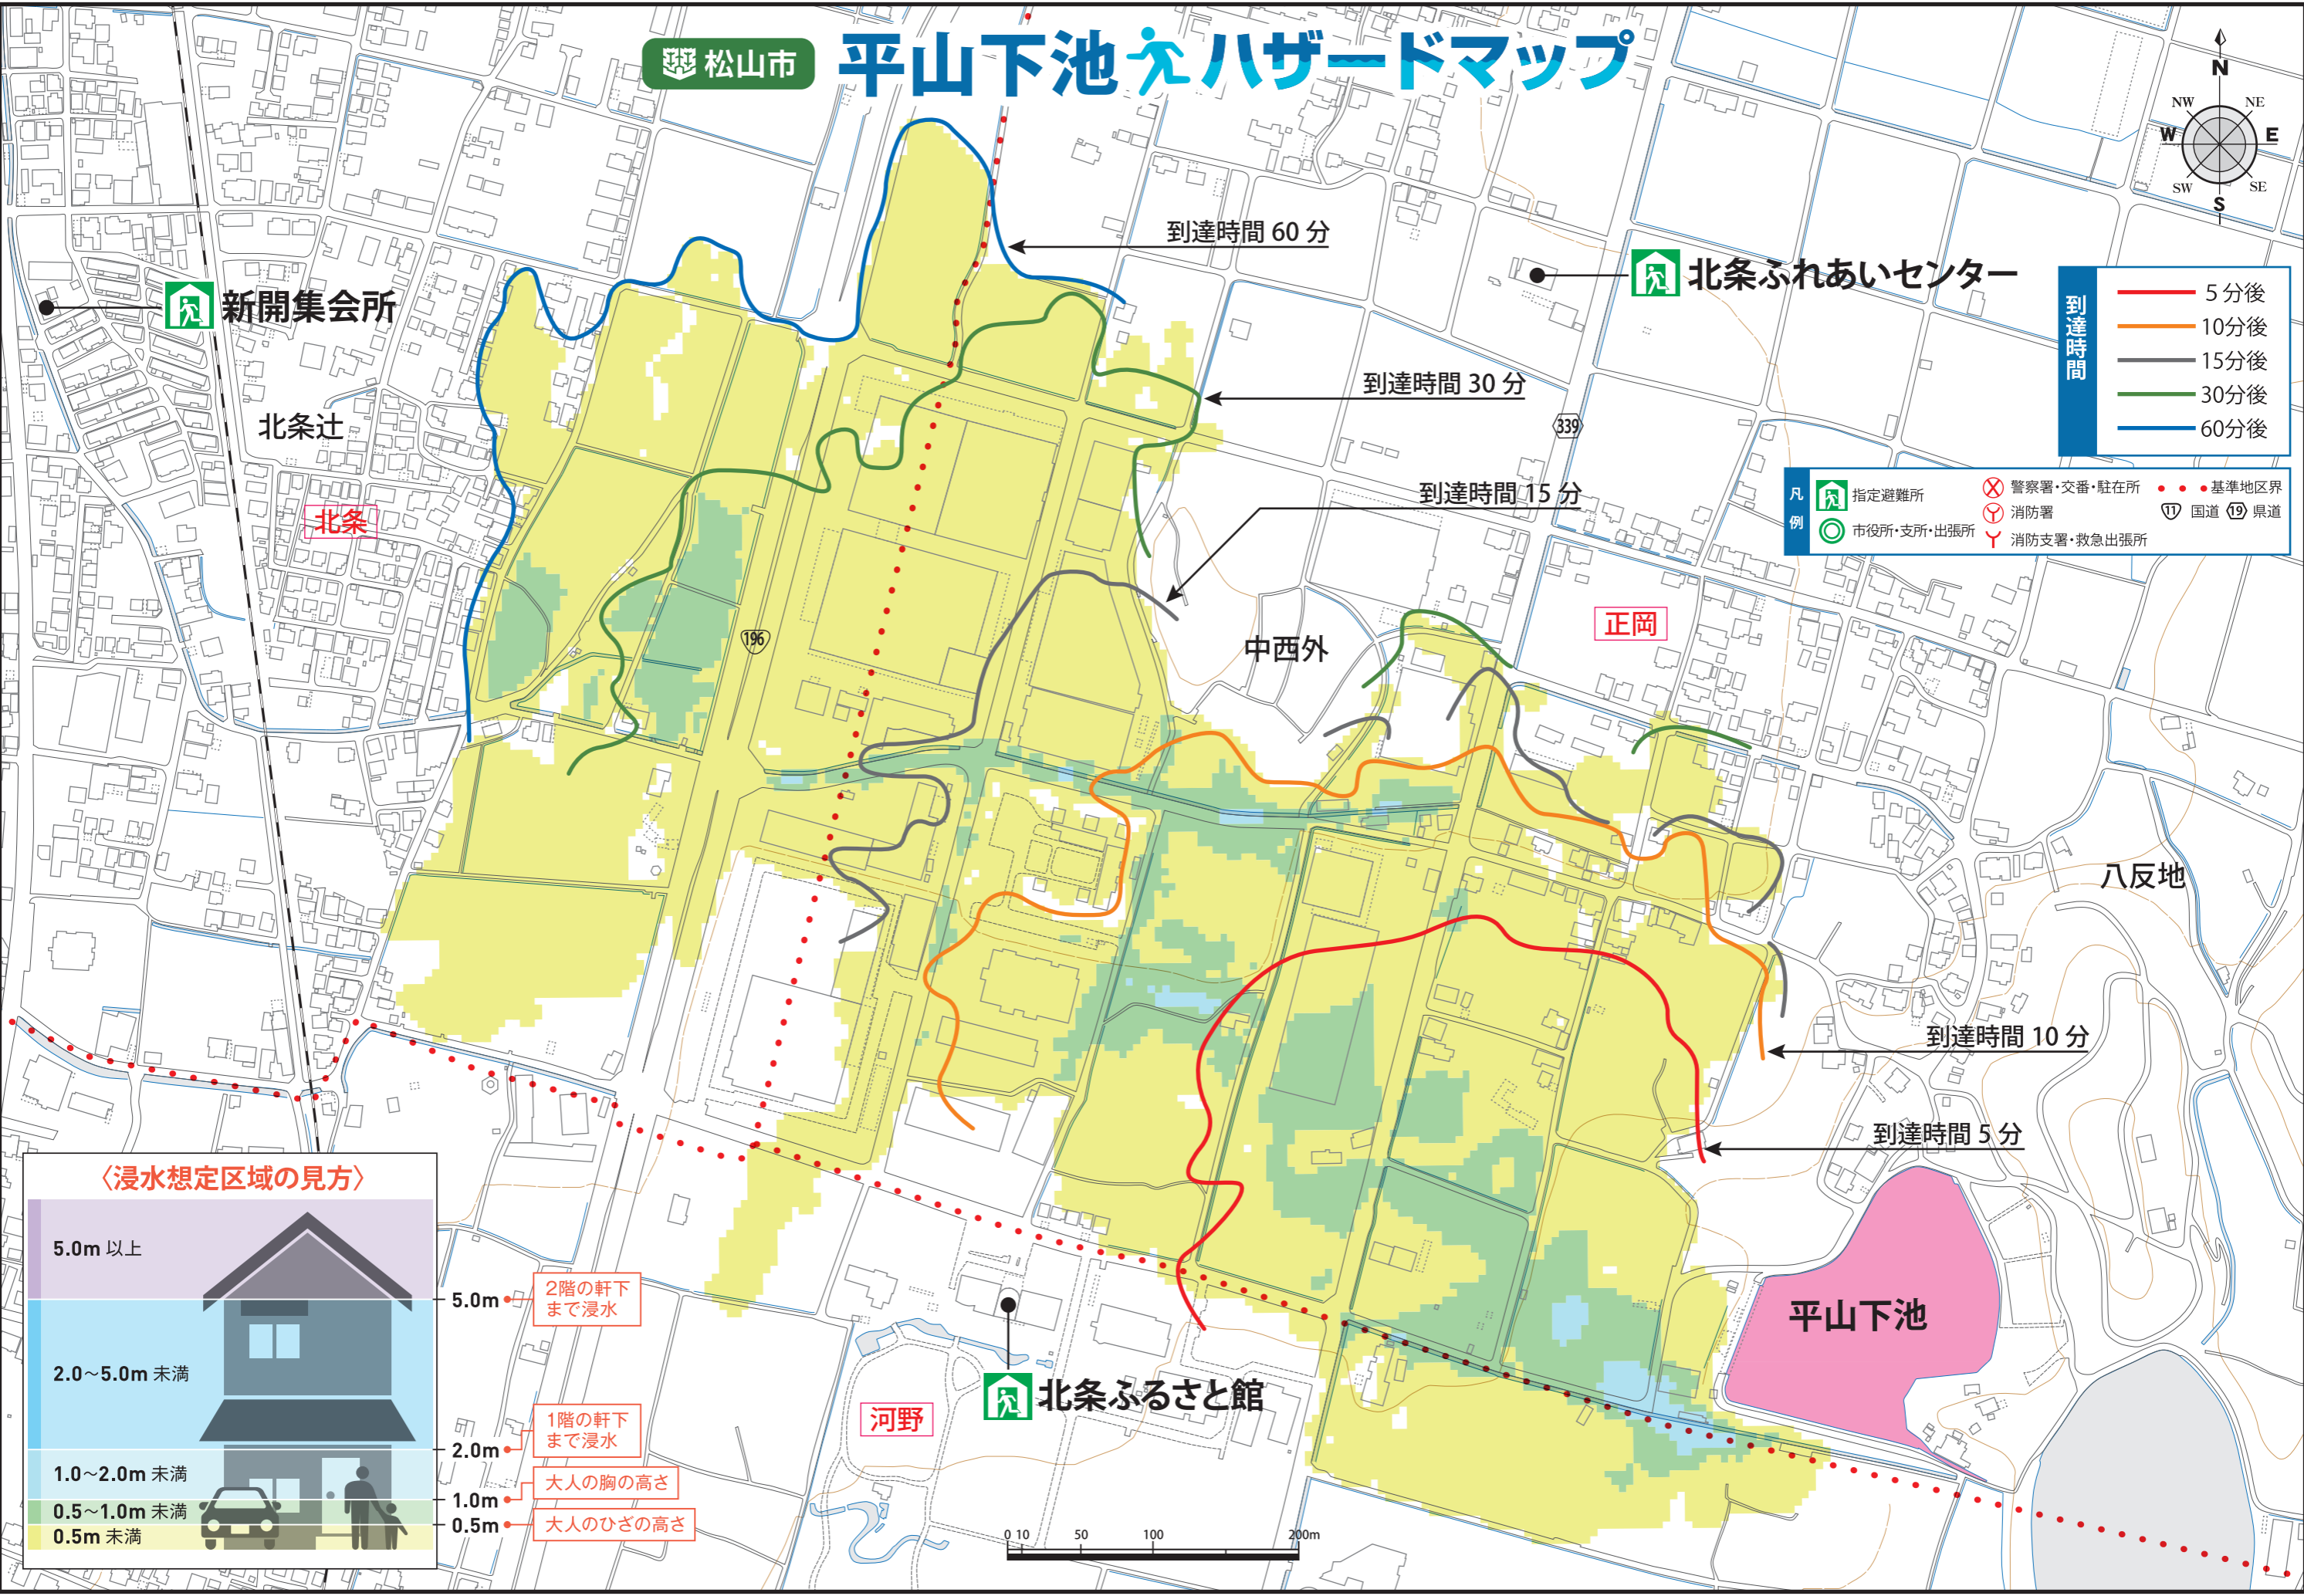 松山市
平山下池ハザードマップ
N
NW
NE
W
E
SW
SE
S
到達時間 60 分
北条ふれあいセンター
新開集会所
到達時間
5 分後
10分後
15分後
30分後
60分後
到達時間 30 分
339
北条辻
到達時間 15 分
凡例
指定避難所
市役所・支所・出張所
警察署・交番・駐在所
消防署
消防支署・救急出張所
基準地区界
11 国道 19 県道
北条
正岡
196
中西外
八反地
到達時間 10 分
到達時間 5 分
平山下池
〈浸水想定区域の見方〉
5.0m 以上
5.0m
2階の軒下
まで浸水
2.0～5.0m 未満
2.0m
1階の軒下
まで浸水
1.0～2.0m 未満
1.0m
大人の胸の高さ
0.5～1.0m 未満
0.5m
大人のひざの高さ
0.5m 未満
北条ふるさと館
河野
0 10 50 100 200m